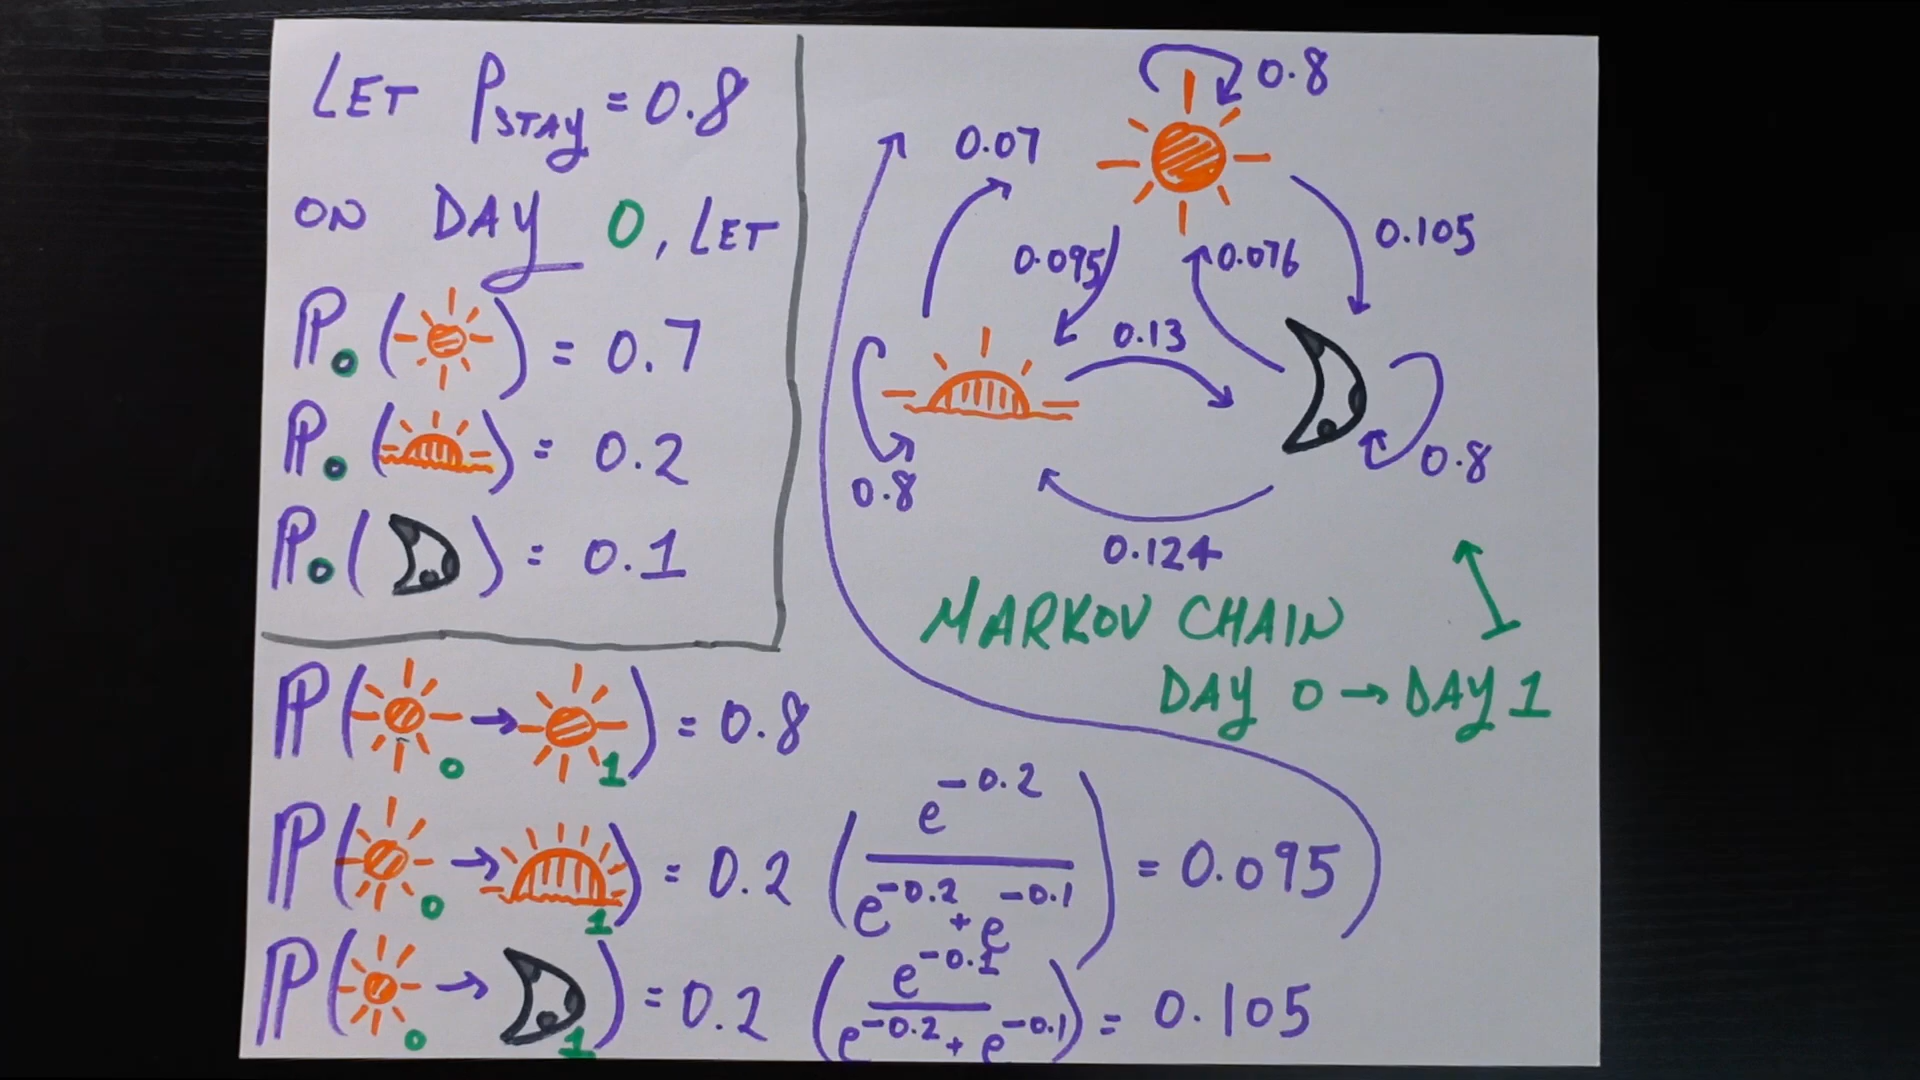 LET P STAY = 0.8
ON DAY 0, LET
ℙ₀( ) = 0.7
ℙ₀( ) = 0.2
ℙ₀( ) = 0.1
ℙ( 0 → 1 ) = 0.8
ℙ( 0 → 1 ) = 0.2 ( e^-0.2 / e^-0.2 + e^-0.1 ) = 0.095
ℙ( 0 → 1 ) = 0.2 ( e^-0.1 / e^-0.2 + e^-0.1 ) = 0.105
0.8
0.07
0.105
0.095
0.076
0.13
0.8
0.8
0.124
MARKOV CHAIN
DAY 0 → DAY 1